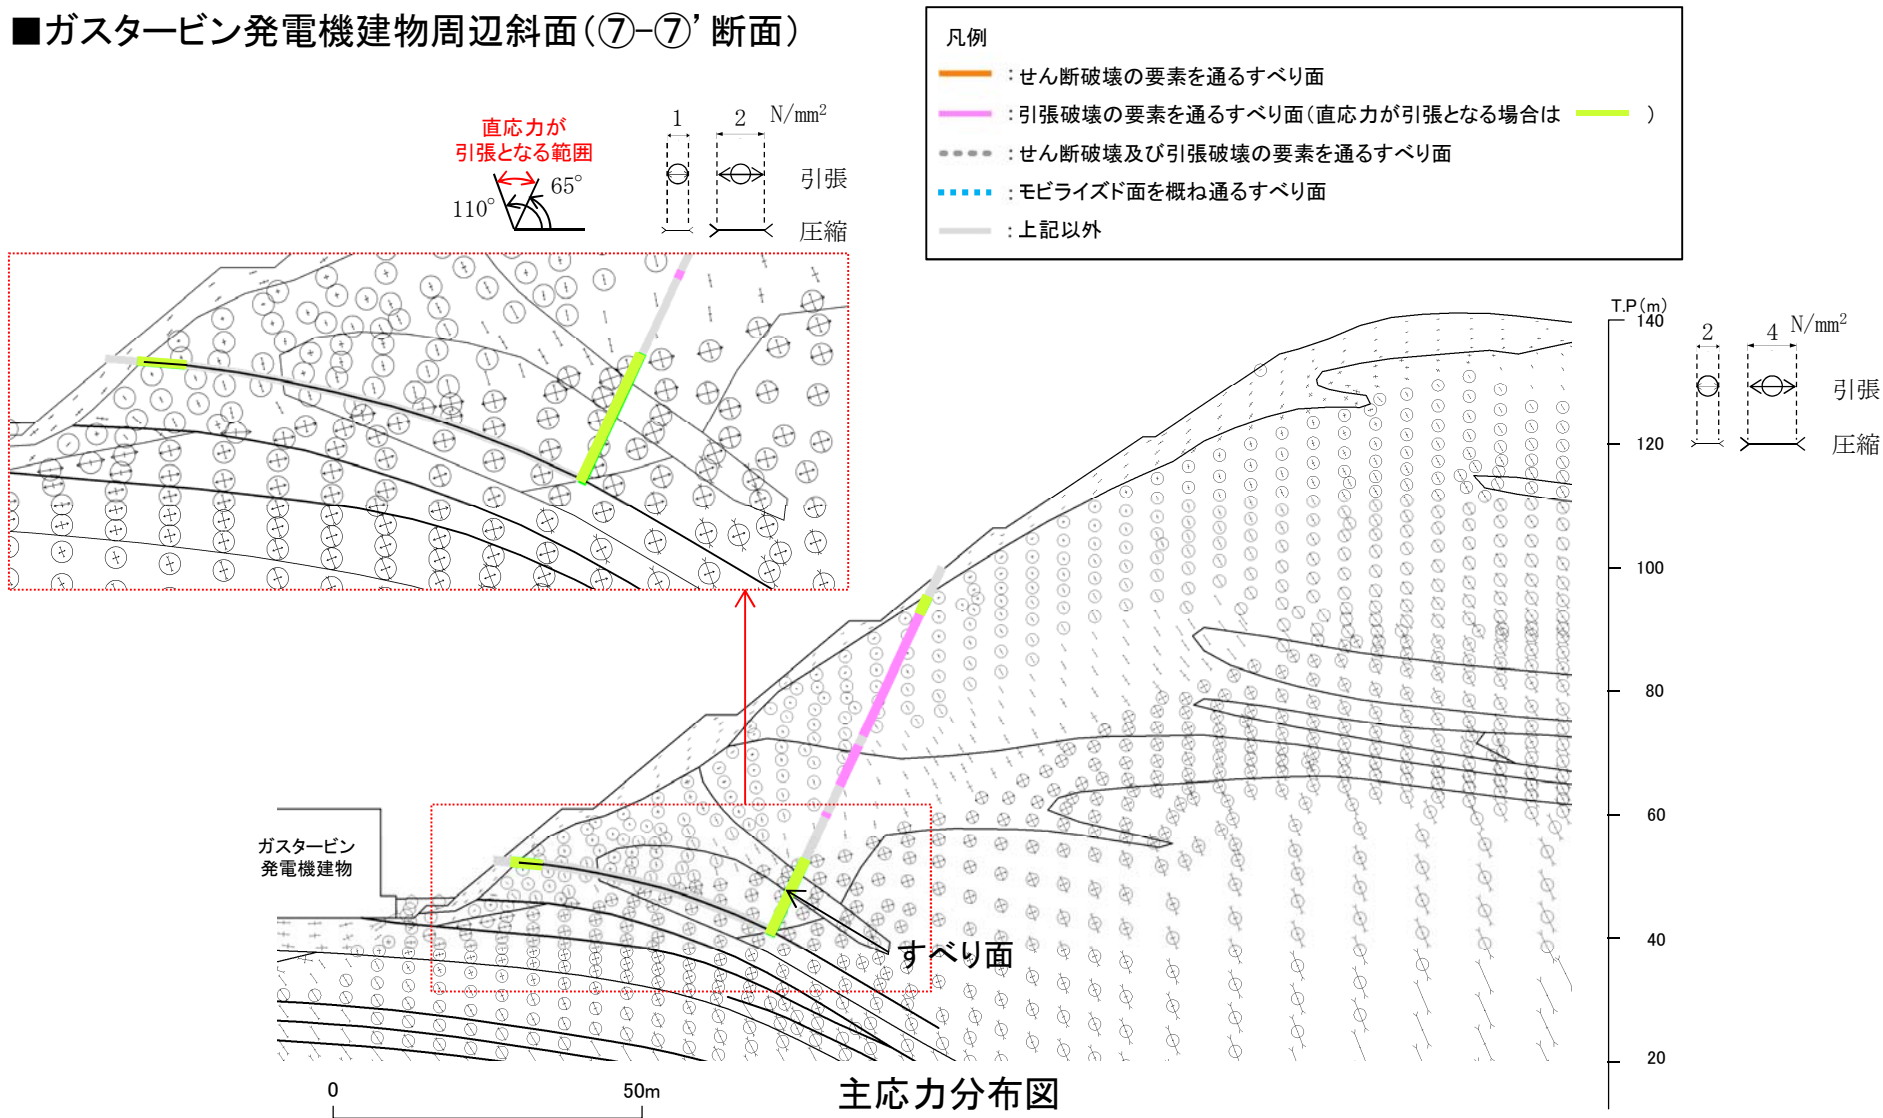 ■ガスタービン発電機建物周辺斜面(⑦-⑦’断面)
凡例
：せん断破壊の要素を通るすべり面
：引張破壊の要素を通るすべり面(直応力が引張となる場合は　　)
：せん断破壊及び引張破壊の要素を通るすべり面
：モビライズド面を概ね通るすべり面
：上記以外
直応力が
引張となる範囲
110°
65°
1 2 N/mm²
引張
圧縮
T.P(m)
140
120
100
80
60
40
20
2 4 N/mm²
引張
圧縮
ガスタービン
発電機建物
すべり面
0 50m
主応力分布図